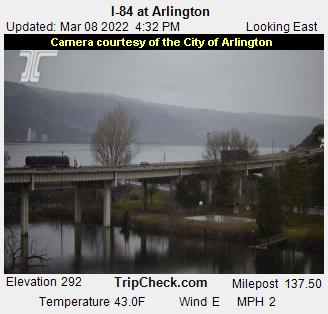 I-84 at Arlington
Updated: Mar 08 2022 4:32 PM Looking East
Camera courtesy of the City of Arlington
Elevation 292 TripCheck.com Milepost 137.50
Temperature 43.0F Wind E MPH 2